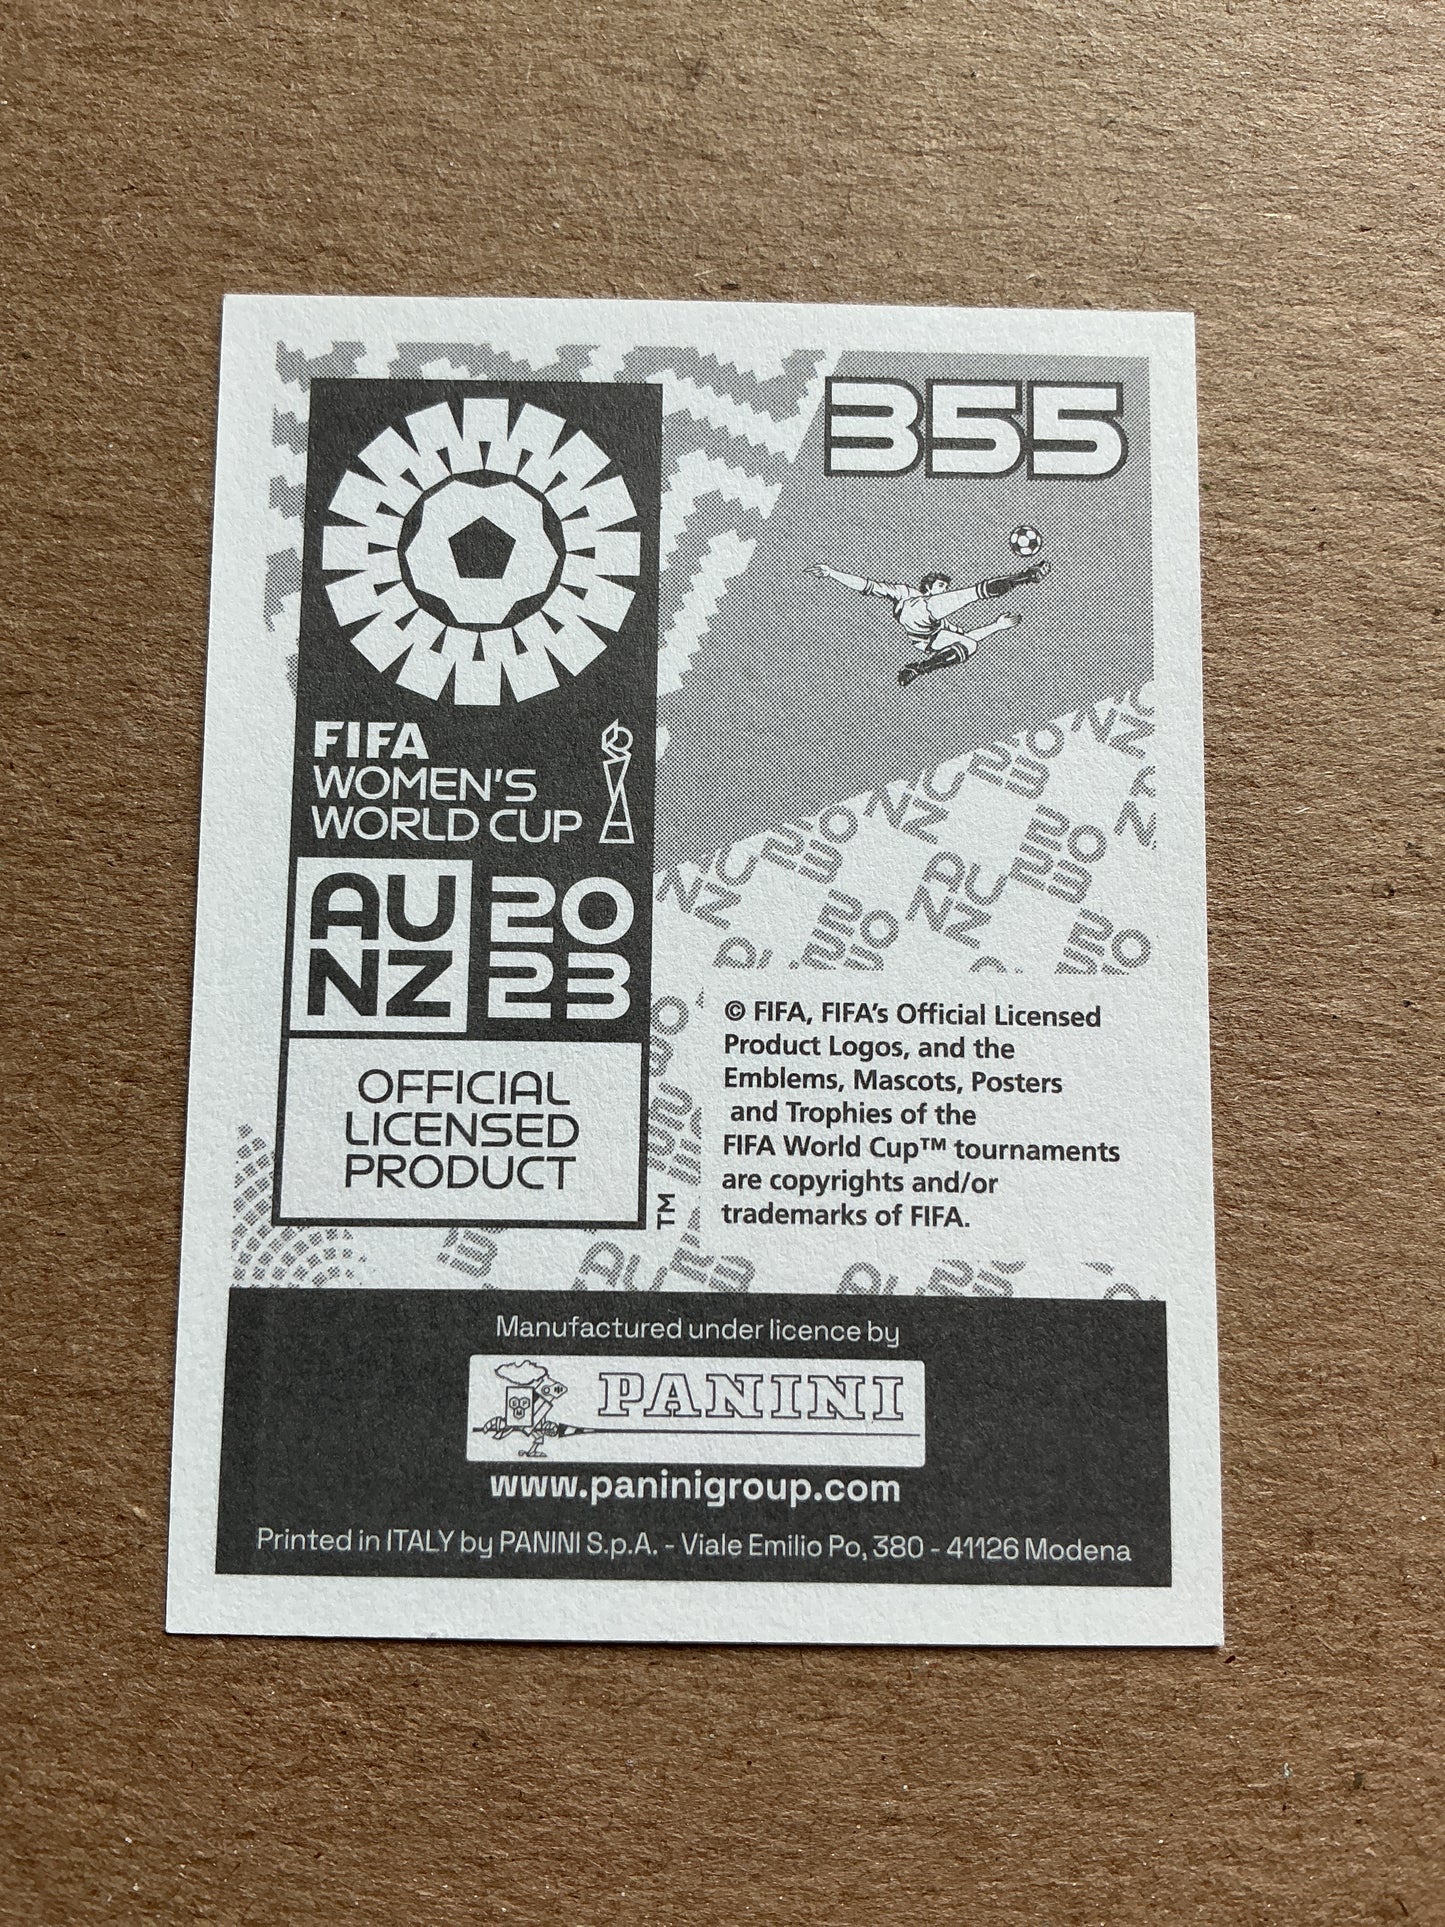 355
FIFA
WOMEN'S
WORLD CUP
AU
NZ
20
23
OFFICIAL
LICENSED
PRODUCT
TM
© FIFA, FIFA's Official Licensed
Product Logos, and the
Emblems, Mascots, Posters
and Trophies of the
FIFA World Cup™ tournaments
are copyrights and/or
trademarks of FIFA.
Manufactured under licence by
PANINI
www.paninigroup.com
Printed in ITALY by PANINI S.p.A. - Viale Emilio Po, 380 - 41126 Modena